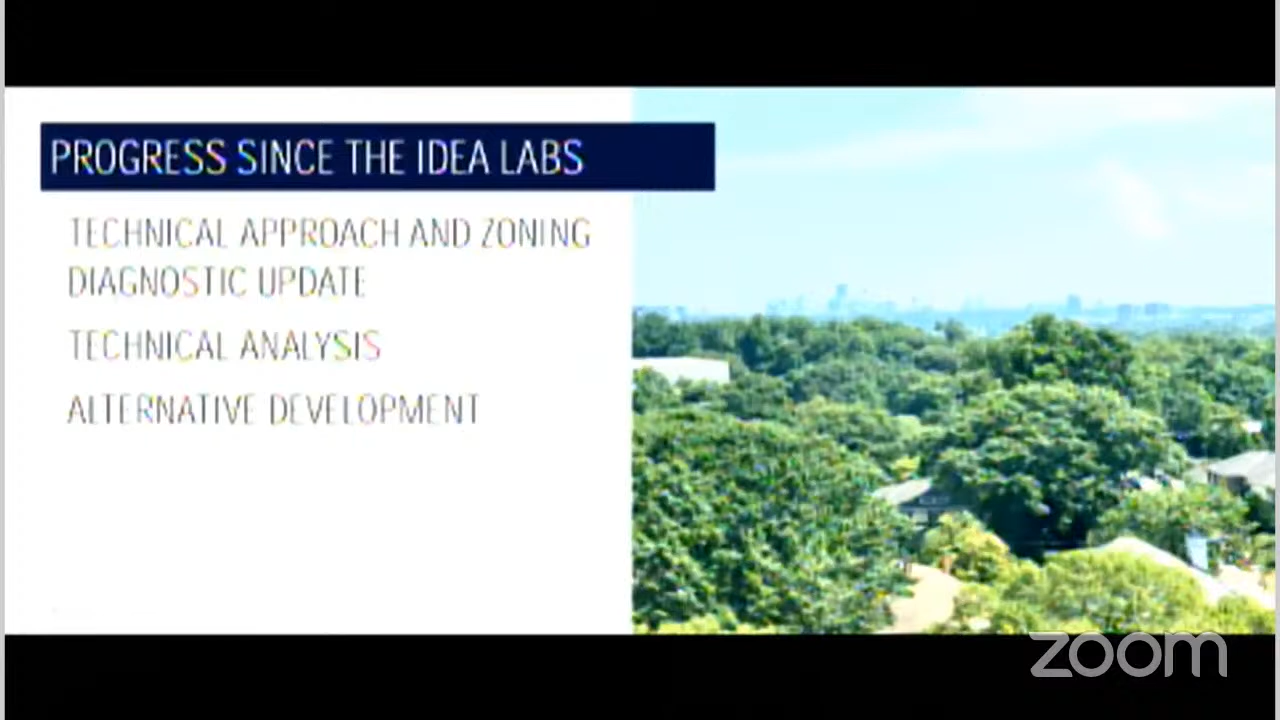 PROGRESS SINCE THE IDEA LABS
TECHNICAL APPROACH AND ZONING
DIAGNOSTIC UPDATE
TECHNICAL ANALYSIS
ALTERNATIVE DEVELOPMENT
zoom